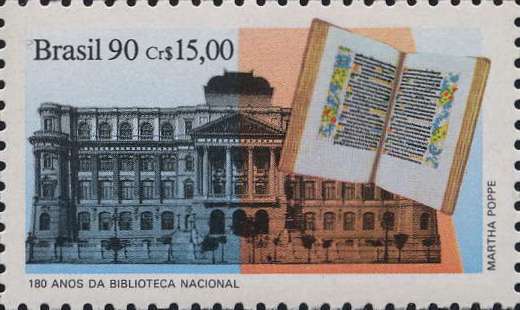 Brasil 90 Cr$ 15,00
MARTHA POPPE
180 ANOS DA BIBLIOTECA NACIONAL